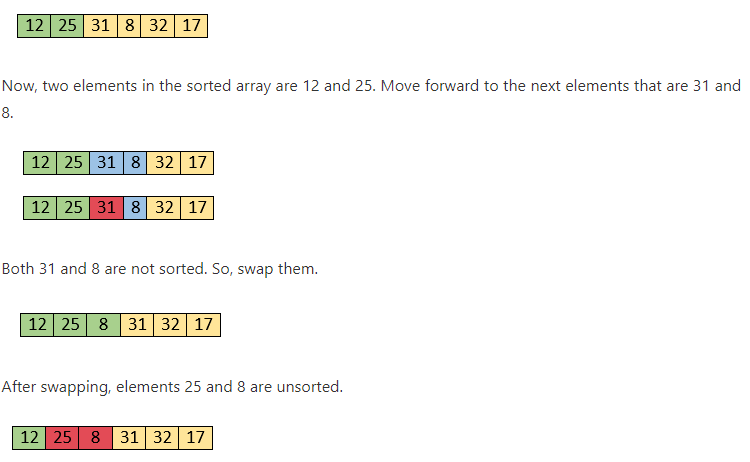 12 25 31 8 32 17
Now, two elements in the sorted array are 12 and 25. Move forward to the next elements that are 31 and
8.
12 25 31 8 32 17
12 25 31 8 32 17
Both 31 and 8 are not sorted. So, swap them.
12 25 8 31 32 17
After swapping, elements 25 and 8 are unsorted.
12 25 8 31 32 17